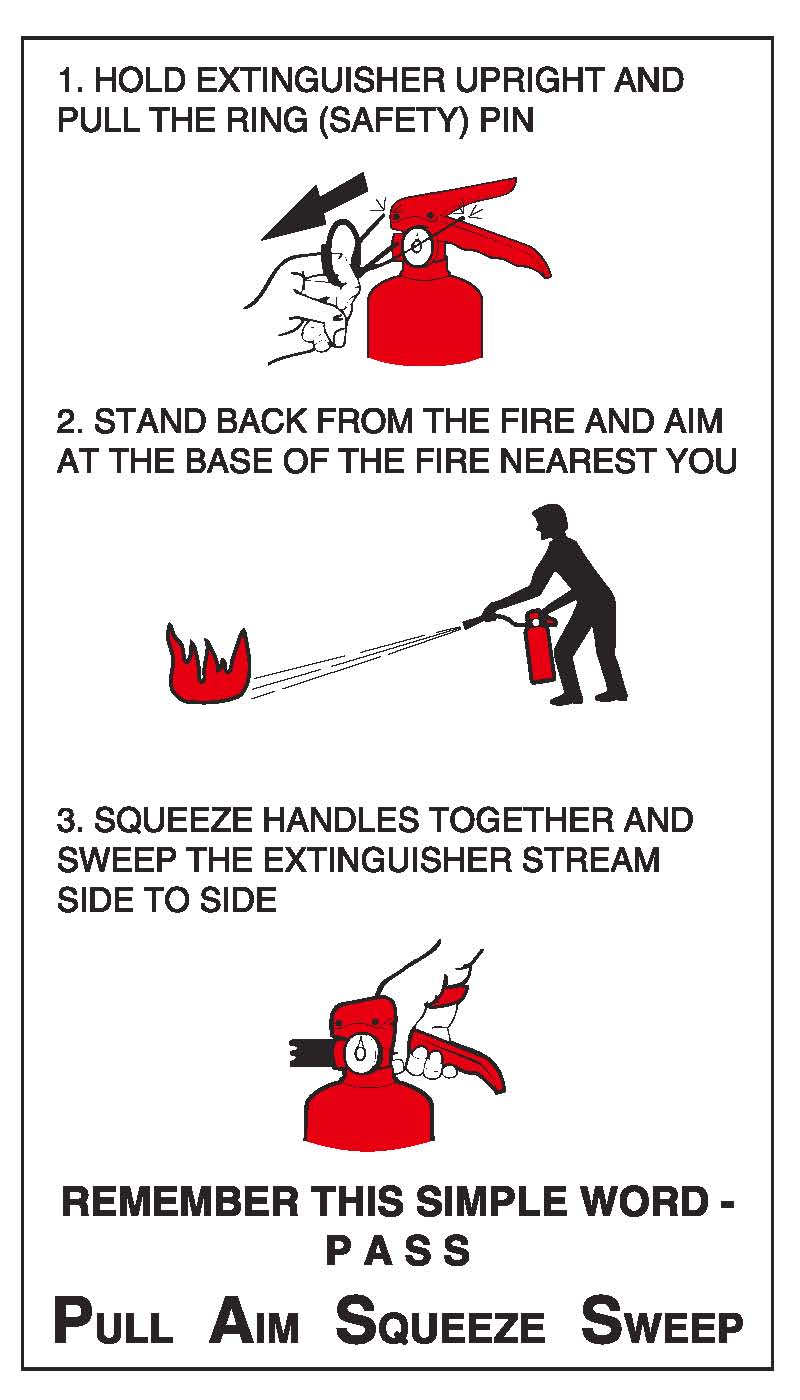 1. HOLD EXTINGUISHER UPRIGHT AND
PULL THE RING (SAFETY) PIN
2. STAND BACK FROM THE FIRE AND AIM
AT THE BASE OF THE FIRE NEAREST YOU
3. SQUEEZE HANDLES TOGETHER AND
SWEEP THE EXTINGUISHER STREAM
SIDE TO SIDE
REMEMBER THIS SIMPLE WORD -
P A S S
PULL AIM SQUEEZE SWEEP